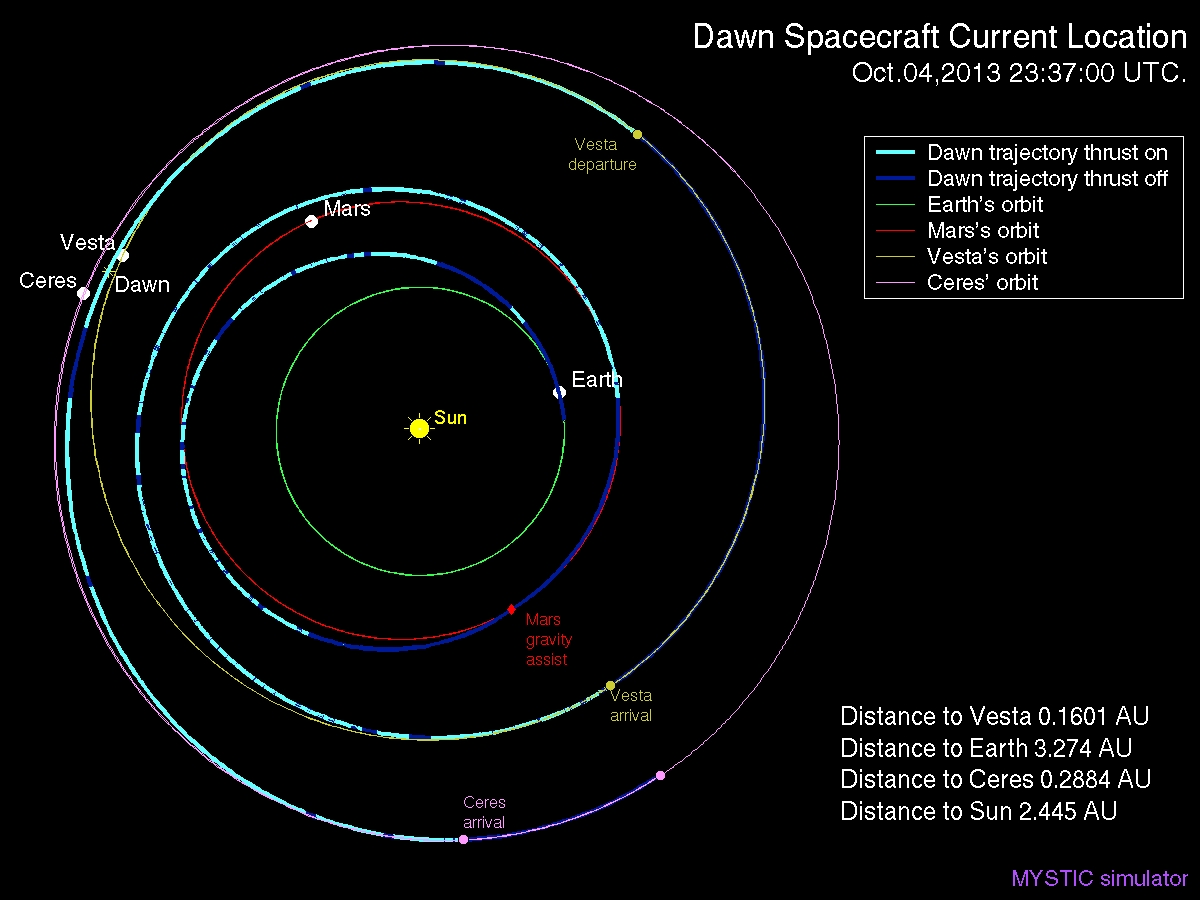 Dawn Spacecraft Current Location
Oct.04,2013 23:37:00 UTC.
Dawn trajectory thrust on
Dawn trajectory thrust off
Earth's orbit
Mars's orbit
Vesta's orbit
Ceres' orbit
Vesta
departure
Mars
Vesta
Ceres
Dawn
Earth
Sun
Mars
gravity
assist
Vesta
arrival
Ceres
arrival
Distance to Vesta 0.1601 AU
Distance to Earth 3.274 AU
Distance to Ceres 0.2884 AU
Distance to Sun 2.445 AU
MYSTIC simulator